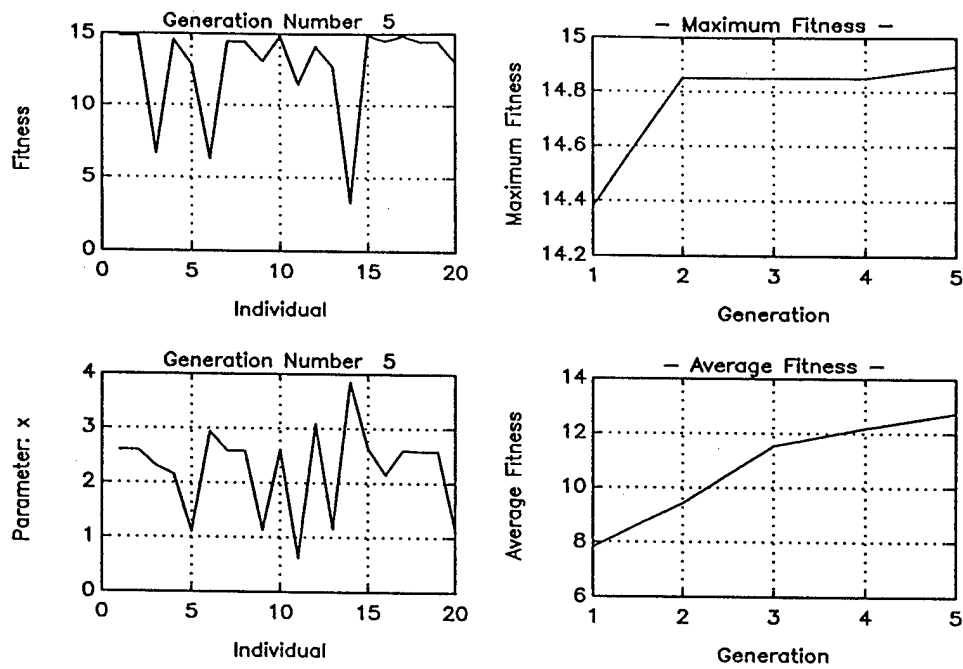 Generation Number 5
15
10
5
0
Fitness
0 5 10 15 20
Individual
— Maximum Fitness —
15
14.8
14.6
14.4
14.2
Maximum Fitness
1 2 3 4 5
Generation
Generation Number 5
4
3
2
1
0
Parameter: x
0 5 10 15 20
Individual
— Average Fitness —
14
12
10
8
6
Average Fitness
1 2 3 4 5
Generation